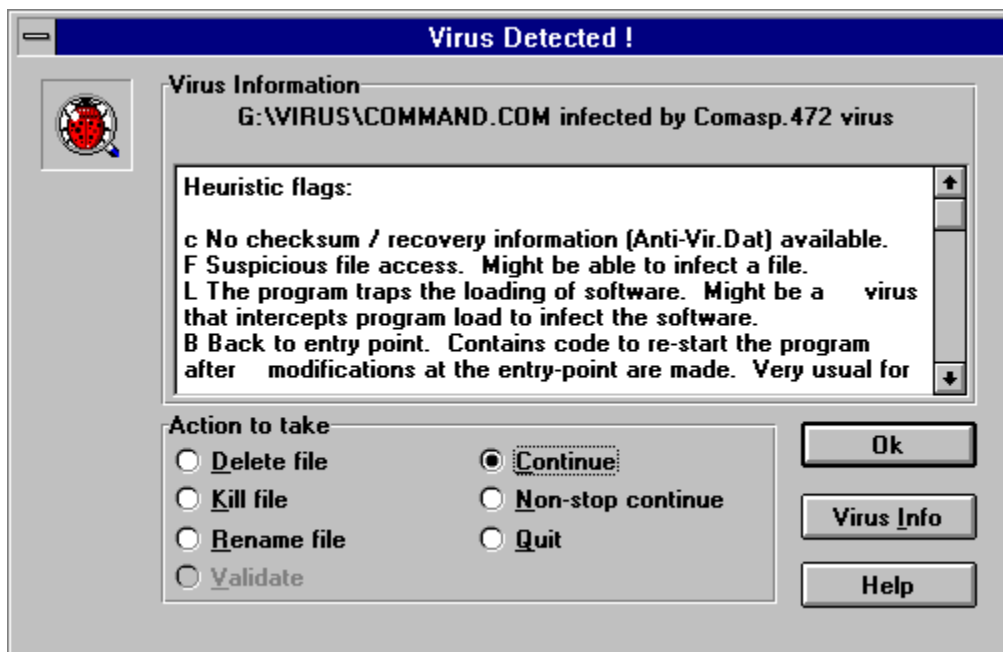 Virus Detected !
Virus Information
G:\VIRUS\COMMAND.COM infected by Comasp.472 virus
Heuristic flags:
c No checksum / recovery information (Anti-Vir.Dat) available.
F Suspicious file access.  Might be able to infect a file.
L The program traps the loading of software.  Might be a    virus
that intercepts program load to infect the software.
B Back to entry point.  Contains code to re-start the program
after    modifications at the entry-point are made.  Very usual for
Action to take
Delete file
Kill file
Rename file
Validate
Continue
Non-stop continue
Quit
Ok
Virus Info
Help